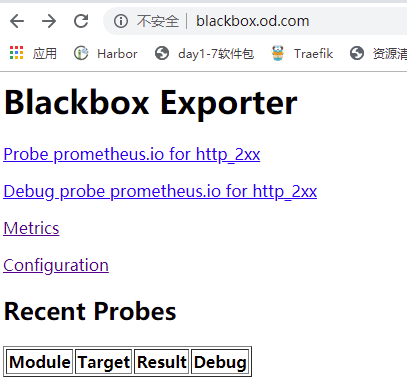 不安全 | blackbox.od.com
应用 Harbor day1-7软件包 Traefik 资源清
Blackbox Exporter
Probe prometheus.io for http_2xx
Debug probe prometheus.io for http_2xx
Metrics
Configuration
Recent Probes
Module Target Result Debug